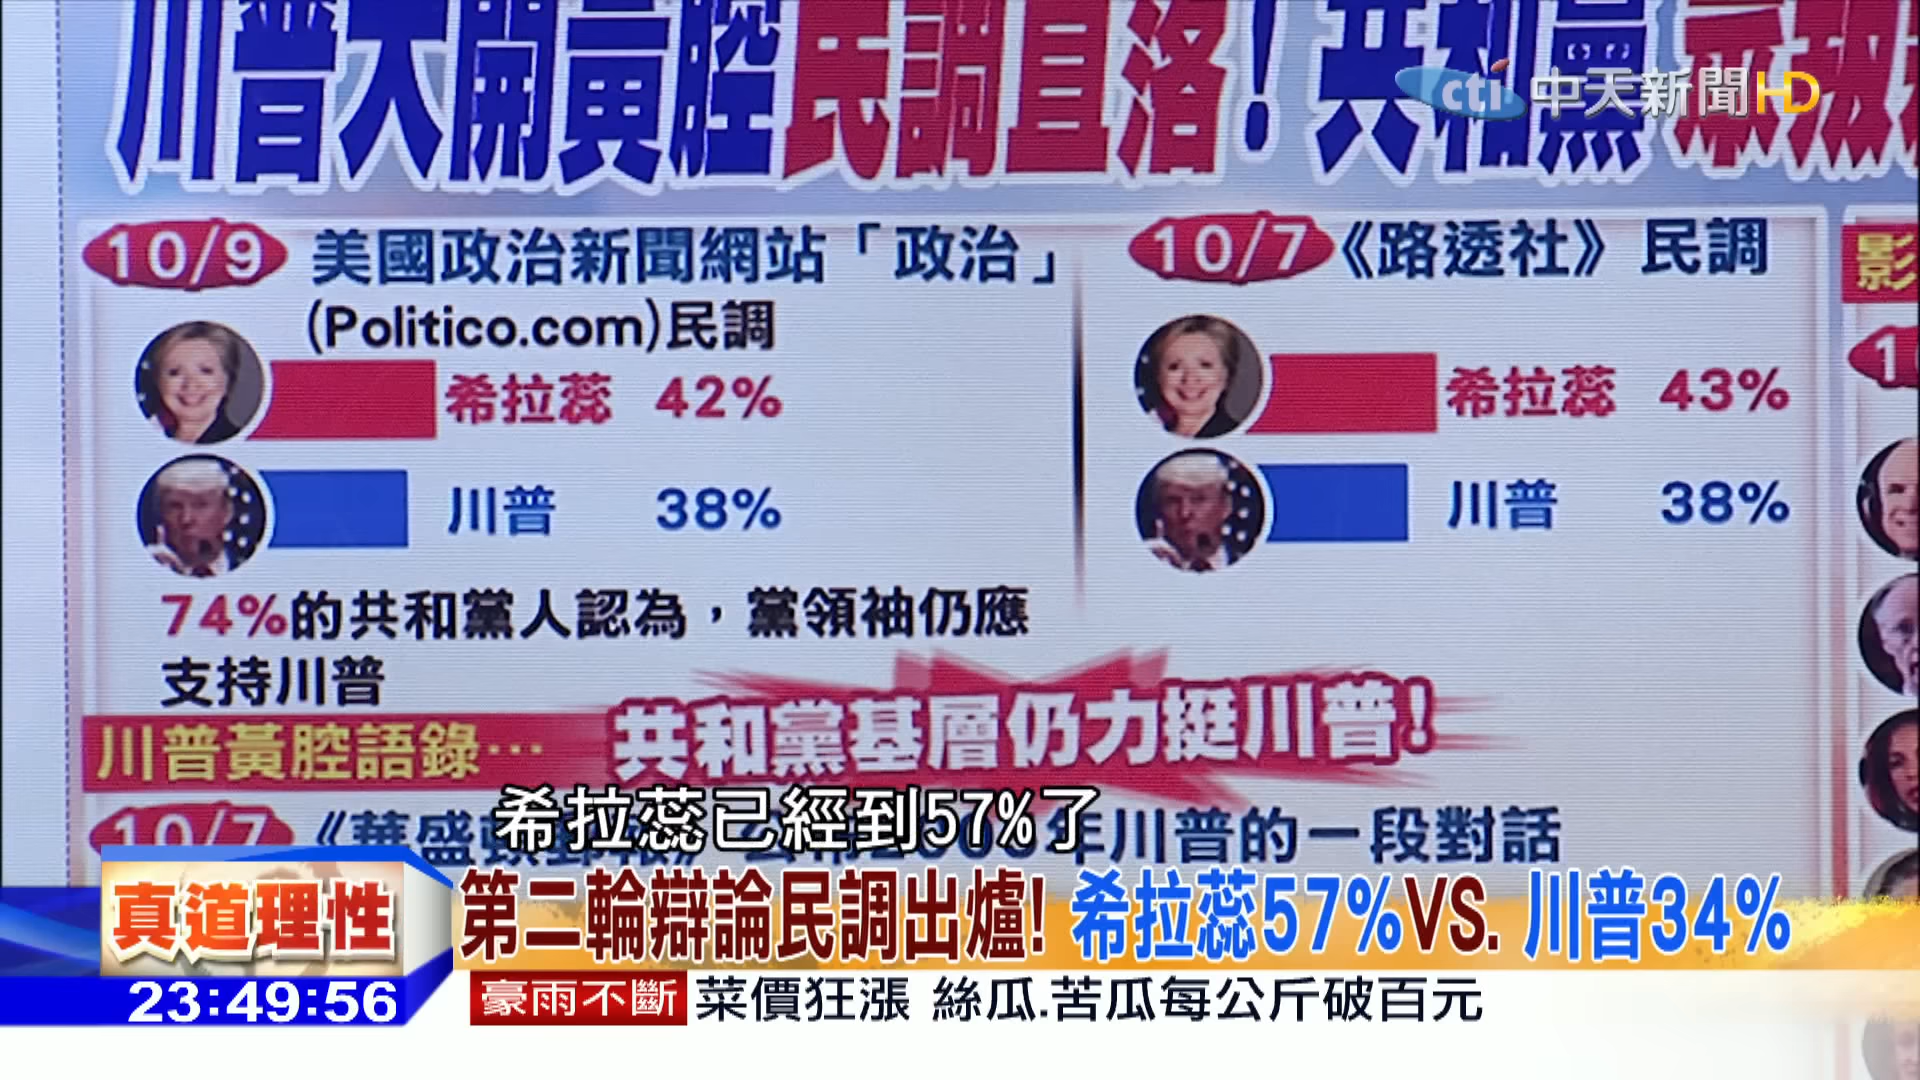 川普大開黃腔民調直落！共和黨眾叛
cti 中天新聞HD
10/9 美國政治新聞網站「政治」
(Politico.com)民調
希拉蕊 42%
川普 38%
74%的共和黨人認為，黨領袖仍應
支持川普
10/7《路透社》民調
希拉蕊 43%
川普 38%
影
共和黨基層仍力挺川普！
川普黃腔語錄…
10/7
年川普的一段對話
希拉蕊已經到57%了
真道理性
第二輪辯論民調出爐! 希拉蕊57%VS. 川普34%
23:49:56
豪雨不斷 菜價狂漲 絲瓜.苦瓜每公斤破百元